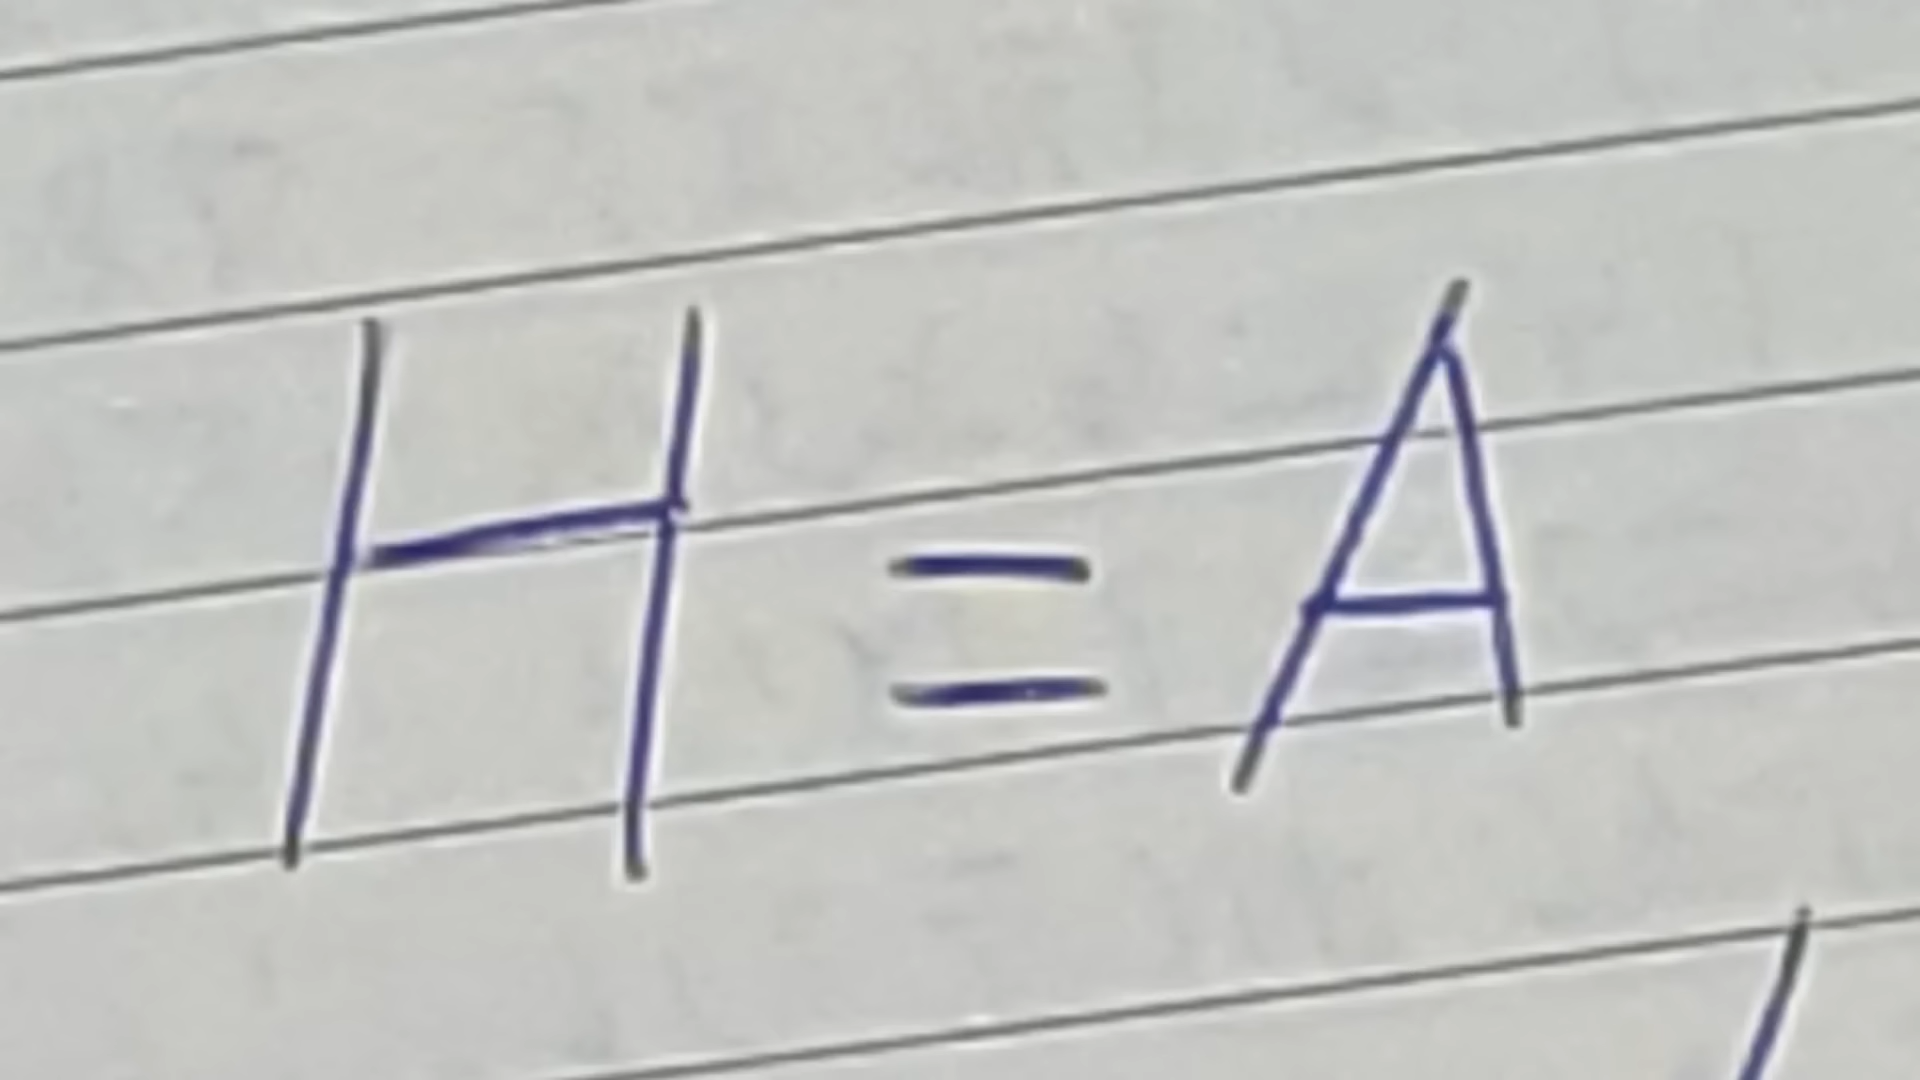 H = A